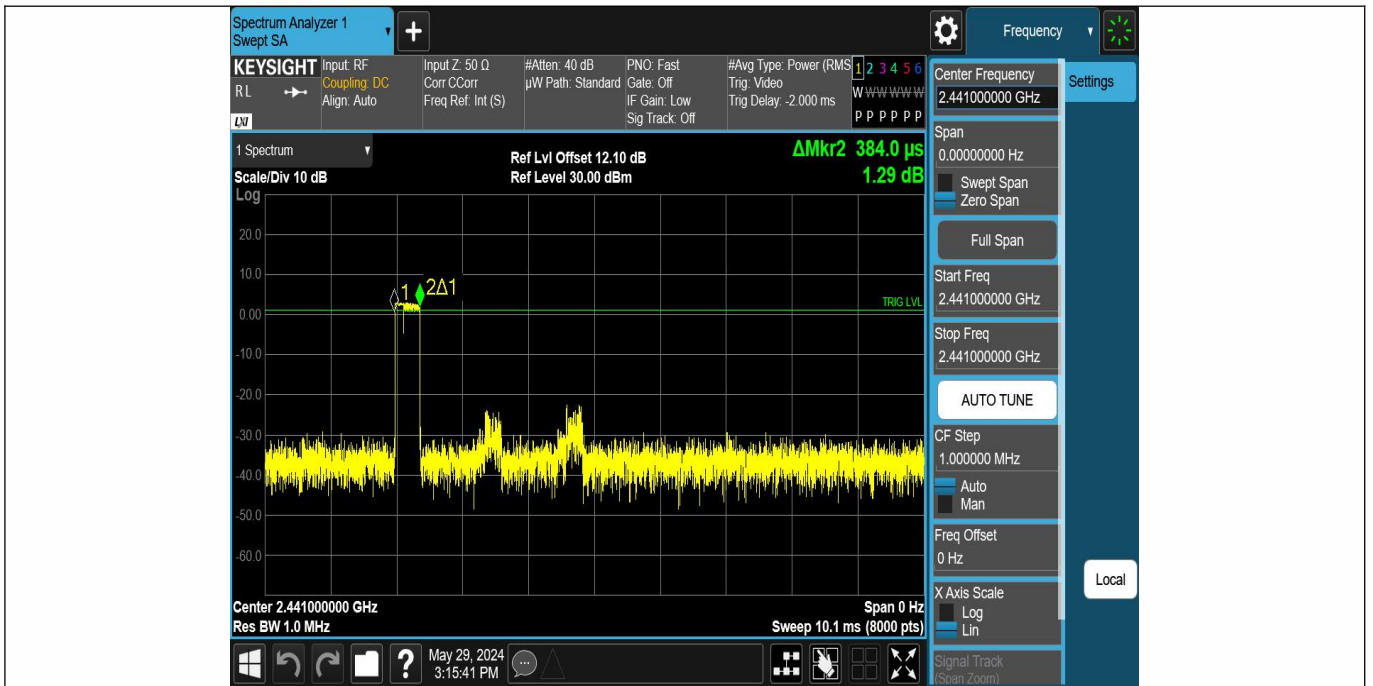 Spectrum Analyzer 1
Swept SA
+
Frequency
KEYSIGHT
RL
LXI
Input: RF
Coupling: DC
Align: Auto
Input Z: 50 Ω
Corr CCorr
Freq Ref: Int (S)
#Atten: 40 dB
µW Path: Standard
PNO: Fast
Gate: Off
IF Gain: Low
Sig Track: Off
#Avg Type: Power (RMS
Trig: Video
Trig Delay: -2.000 ms
1 2 3 4 5 6
W W W W W W
P P P P P P
1 Spectrum
Scale/Div 10 dB
Log
Ref Lvl Offset 12.10 dB
Ref Level 30.00 dBm
ΔMkr2 384.0 µs
1.29 dB
20.0
10.0
0.00
-10.0
-20.0
-30.0
-40.0
-50.0
-60.0
1
2Δ1
TRIG LVL
Center 2.441000000 GHz
Res BW 1.0 MHz
Span 0 Hz
Sweep 10.1 ms (8000 pts)
?
May 29, 2024
3:15:41 PM
Center Frequency
2.441000000 GHz
Settings
Span
0.00000000 Hz
Swept Span
Zero Span
Full Span
Start Freq
2.441000000 GHz
Stop Freq
2.441000000 GHz
AUTO TUNE
CF Step
1.000000 MHz
Auto
Man
Freq Offset
0 Hz
X Axis Scale
Log
Lin
Local
Signal Track
(Span Zoom)